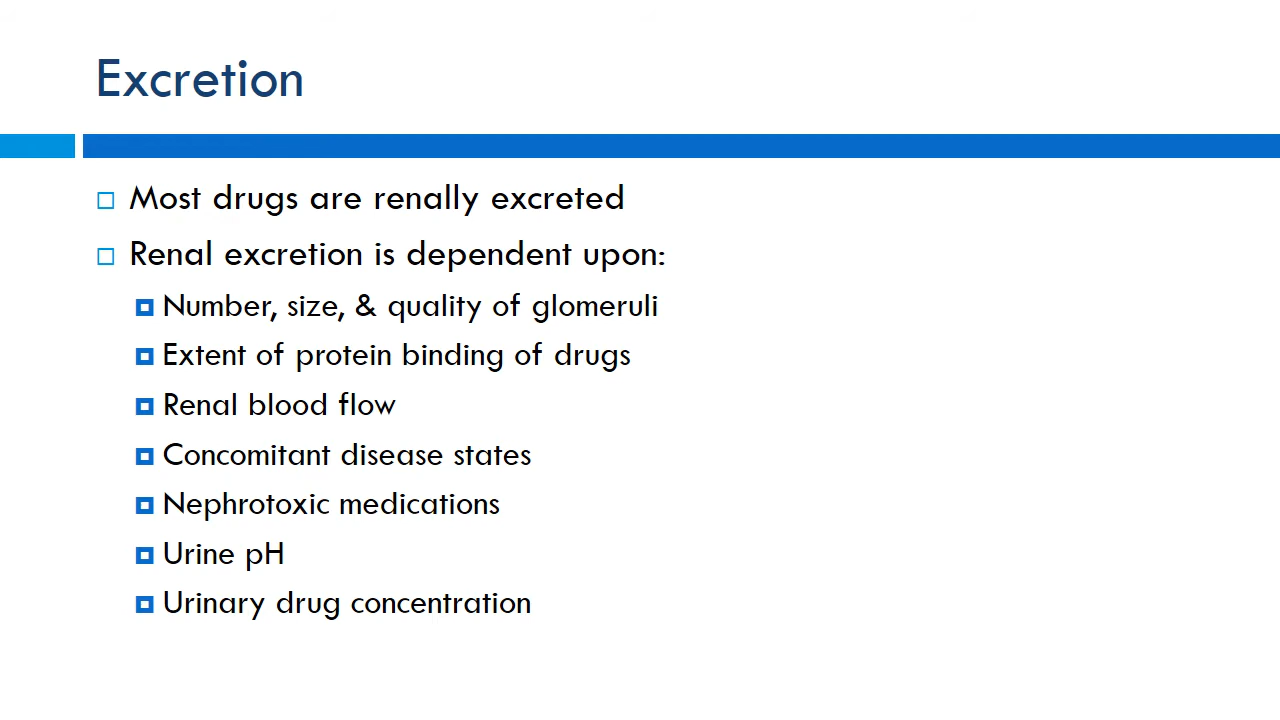 Excretion
Most drugs are renally excreted
Renal excretion is dependent upon:
Number, size, & quality of glomeruli
Extent of protein binding of drugs
Renal blood flow
Concomitant disease states
Nephrotoxic medications
Urine pH
Urinary drug concentration